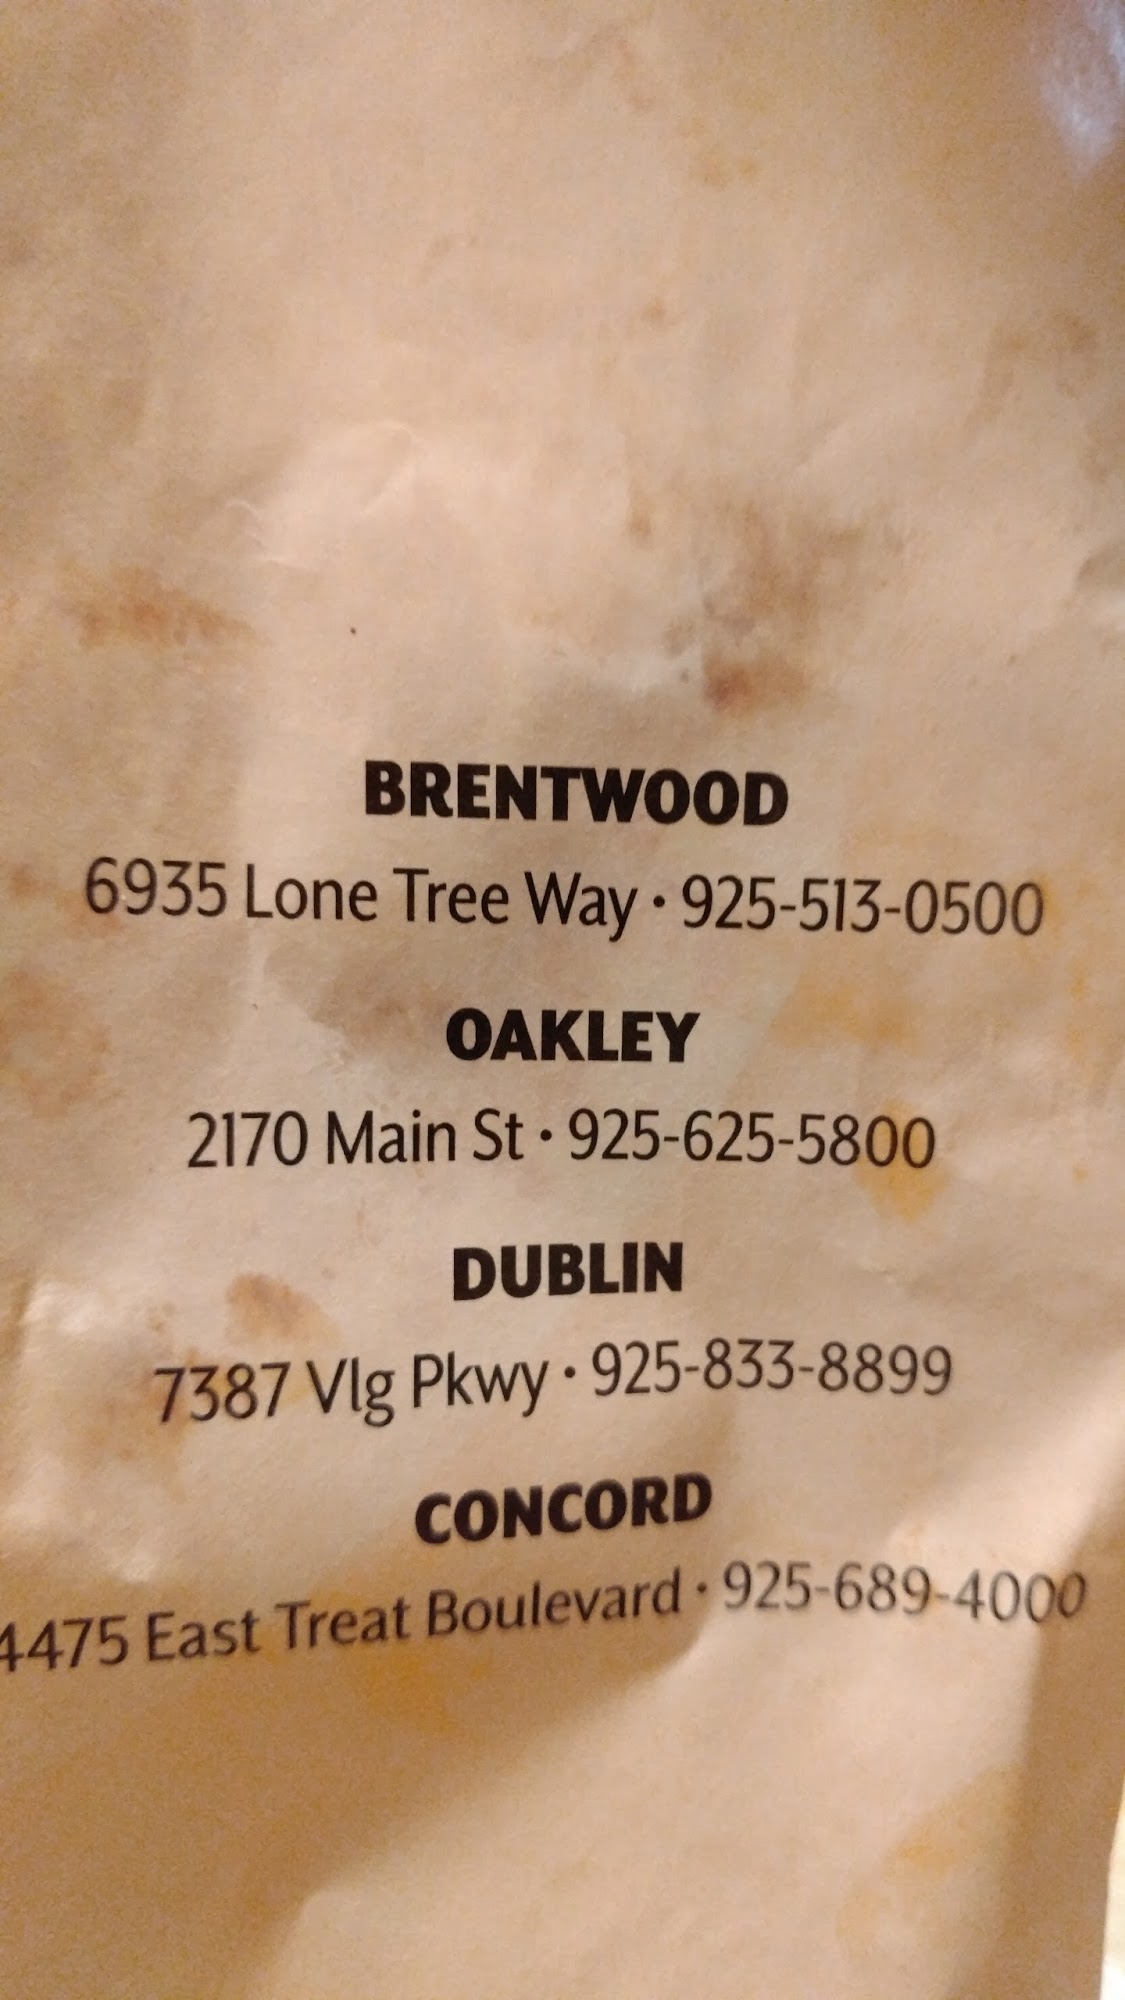 BRENTWOOD
6935 Lone Tree Way · 925-513-0500
OAKLEY
2170 Main St · 925-625-5800
DUBLIN
7387 Vlg Pkwy · 925-833-8899
CONCORD
4475 East Treat Boulevard · 925-689-4000